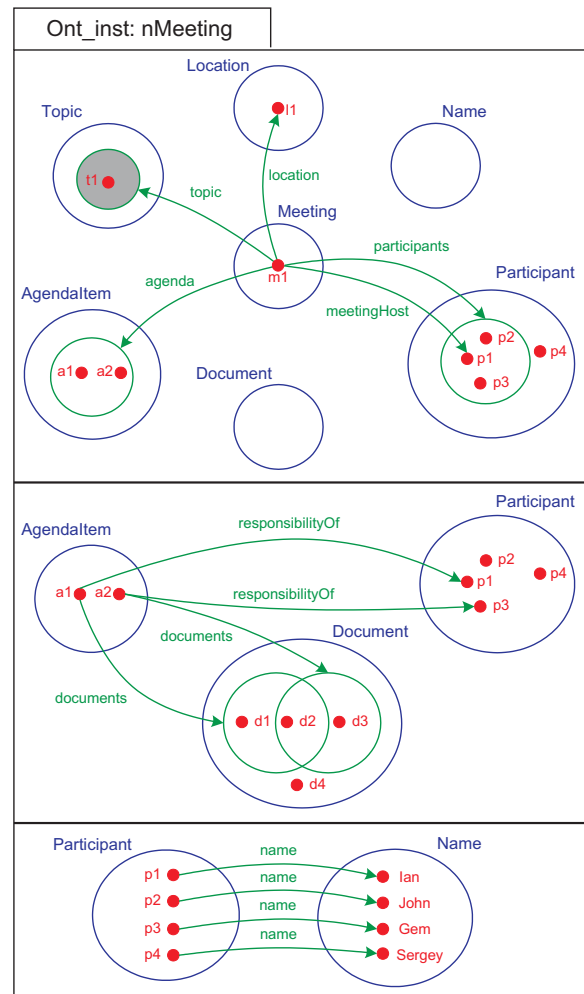 Ont_inst: nMeeting
Location
l1
Topic
t1
Name
location
topic
Meeting
m1
participants
agenda
meetingHost
Participant
p2
p1
p4
p3
AgendaItem
a1
a2
Document
Participant
AgendaItem
responsibilityOf
p2
p1
p4
a1
a2
responsibilityOf
p3
documents
Document
documents
d1
d2
d3
d4
Participant
name
Name
p1
Ian
name
p2
John
name
p3
Gem
name
p4
Sergey